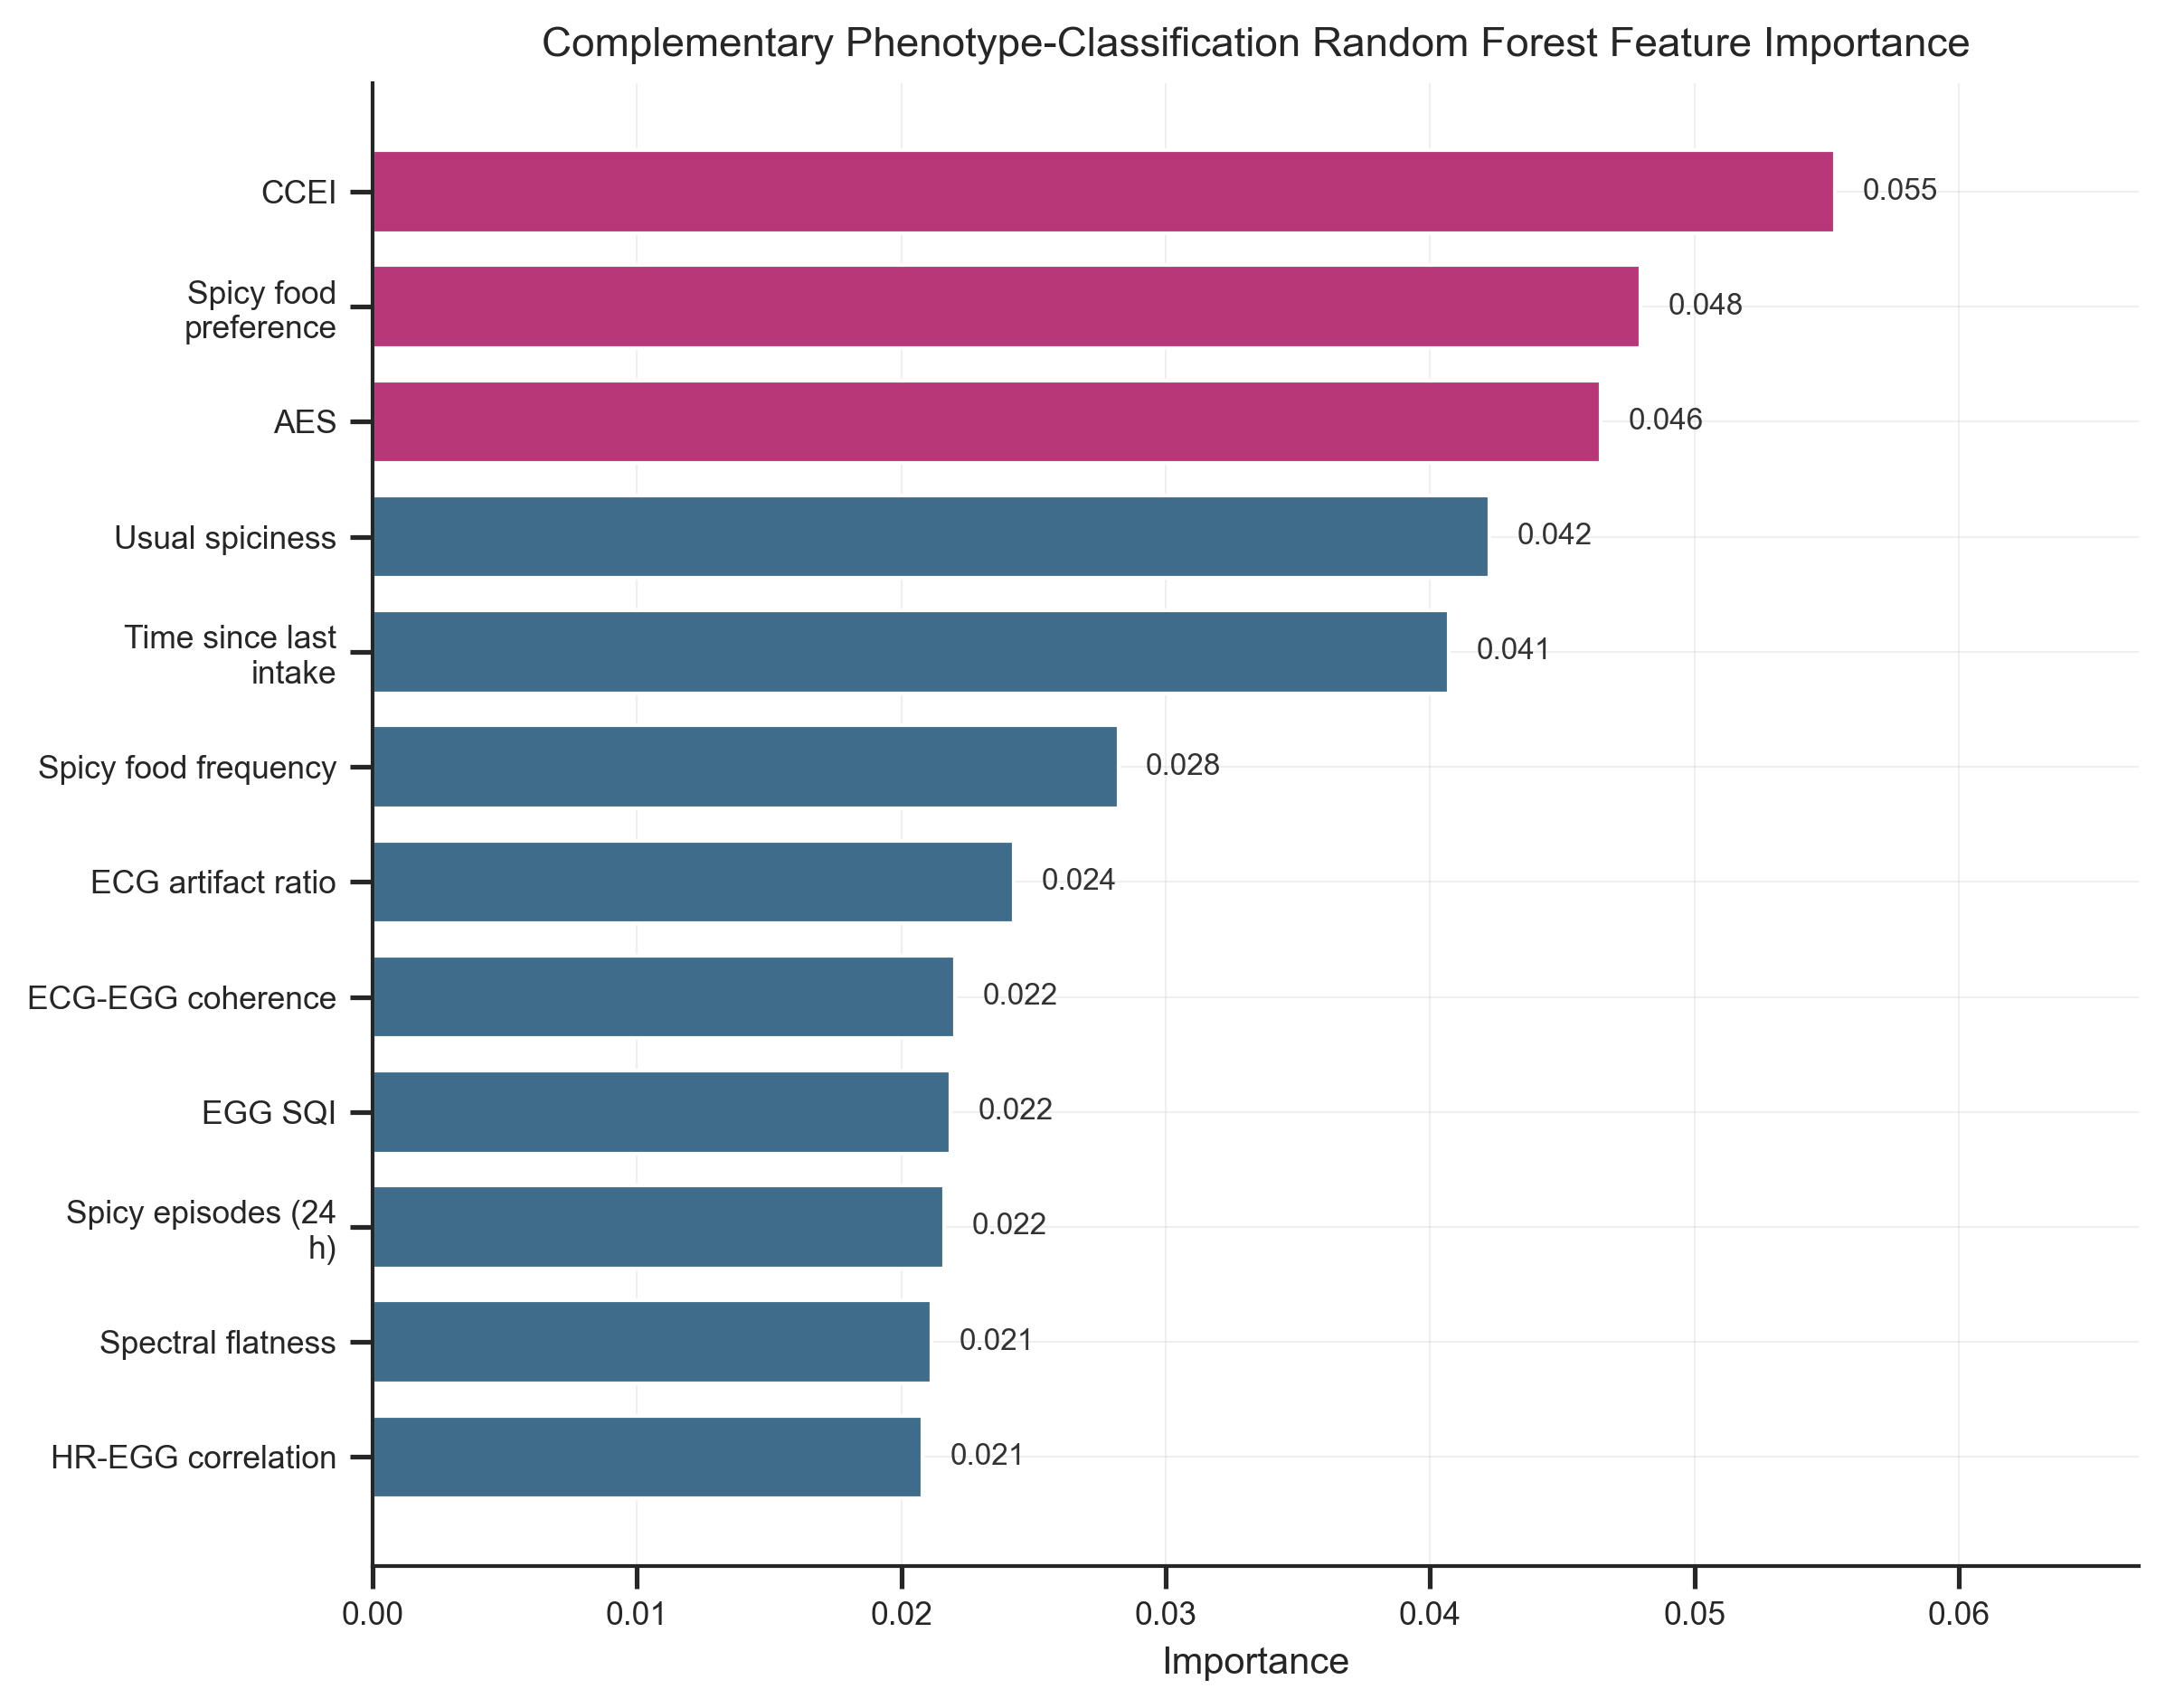 Complementary Phenotype-Classification Random Forest Feature Importance
CCEI
0.055
Spicy food
preference
0.048
AES
0.046
Usual spiciness
0.042
Time since last
intake
0.041
Spicy food frequency
0.028
ECG artifact ratio
0.024
ECG-EGG coherence
0.022
EGG SQI
0.022
Spicy episodes (24
h)
0.022
Spectral flatness
0.021
HR-EGG correlation
0.021
0.00 0.01 0.02 0.03 0.04 0.05 0.06
Importance